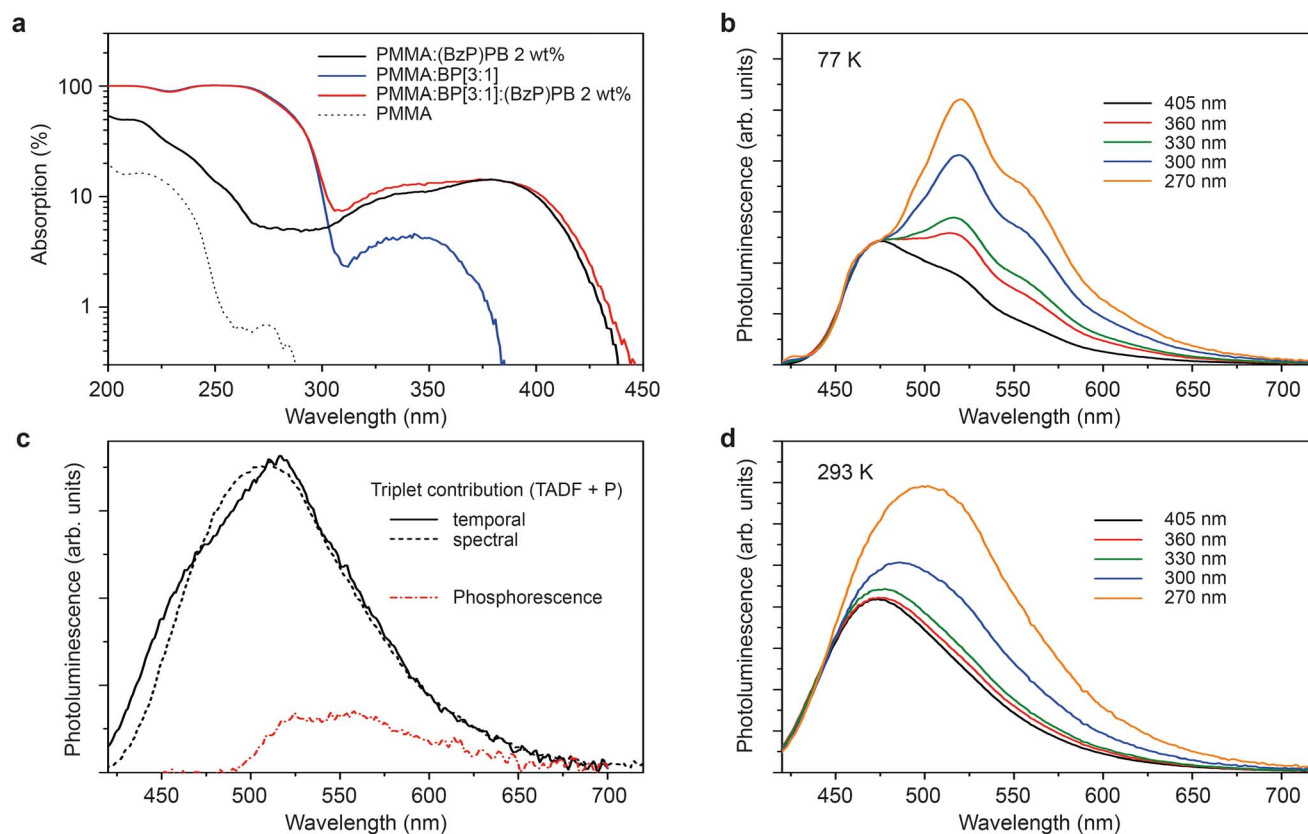 a
PMMA:(BzP)PB 2 wt%
PMMA:BP[3:1]
PMMA:BP[3:1]:(BzP)PB 2 wt%
PMMA
100
10
1
Absorption (%)
200 250 300 350 400 450
Wavelength (nm)
b
77 K
405 nm
360 nm
330 nm
300 nm
270 nm
Photoluminescence (arb. units)
450 500 550 600 650 700
Wavelength (nm)
c
Triplet contribution (TADF + P)
temporal
spectral
Phosphorescence
Photoluminescence (arb. units)
450 500 550 600 650 700
Wavelength (nm)
d
293 K
405 nm
360 nm
330 nm
300 nm
270 nm
Photoluminescence (arb. units)
450 500 550 600 650 700
Wavelength (nm)